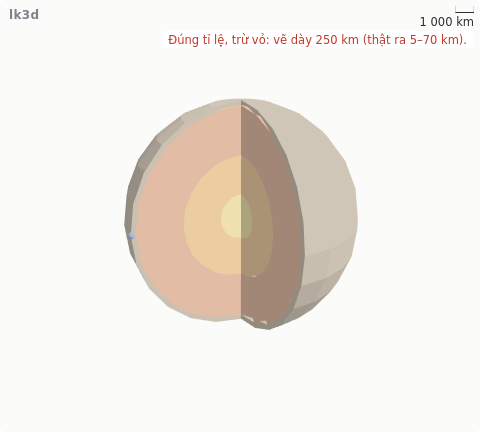 lk3d
1 000 km
Đúng tỉ lệ, trừ vỏ: vẽ dày 250 km (thật ra 5–70 km).